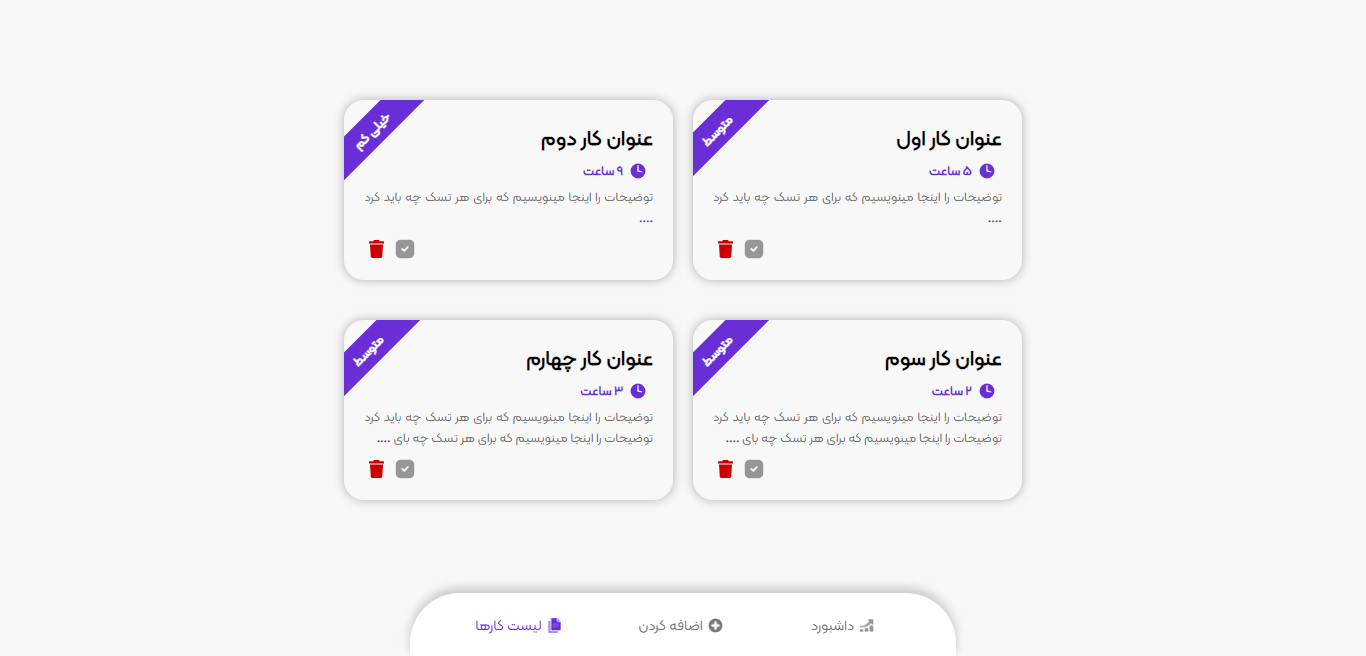 عنوان کار اول
متوسط
۵ ساعت
توضیحات را اینجا مینویسیم که برای هر تسک چه باید کرد
....
عنوان کار دوم
خیلی کم
۹ ساعت
توضیحات را اینجا مینویسیم که برای هر تسک چه باید کرد
....
عنوان کار سوم
متوسط
۲ ساعت
توضیحات را اینجا مینویسیم که برای هر تسک چه باید کرد
توضیحات را اینجا مینویسیم که برای هر تسک چه بای ....
عنوان کار چهارم
متوسط
۳ ساعت
توضیحات را اینجا مینویسیم که برای هر تسک چه باید کرد
توضیحات را اینجا مینویسیم که برای هر تسک چه بای ....
داشبورد
اضافه کردن
لیست کارها